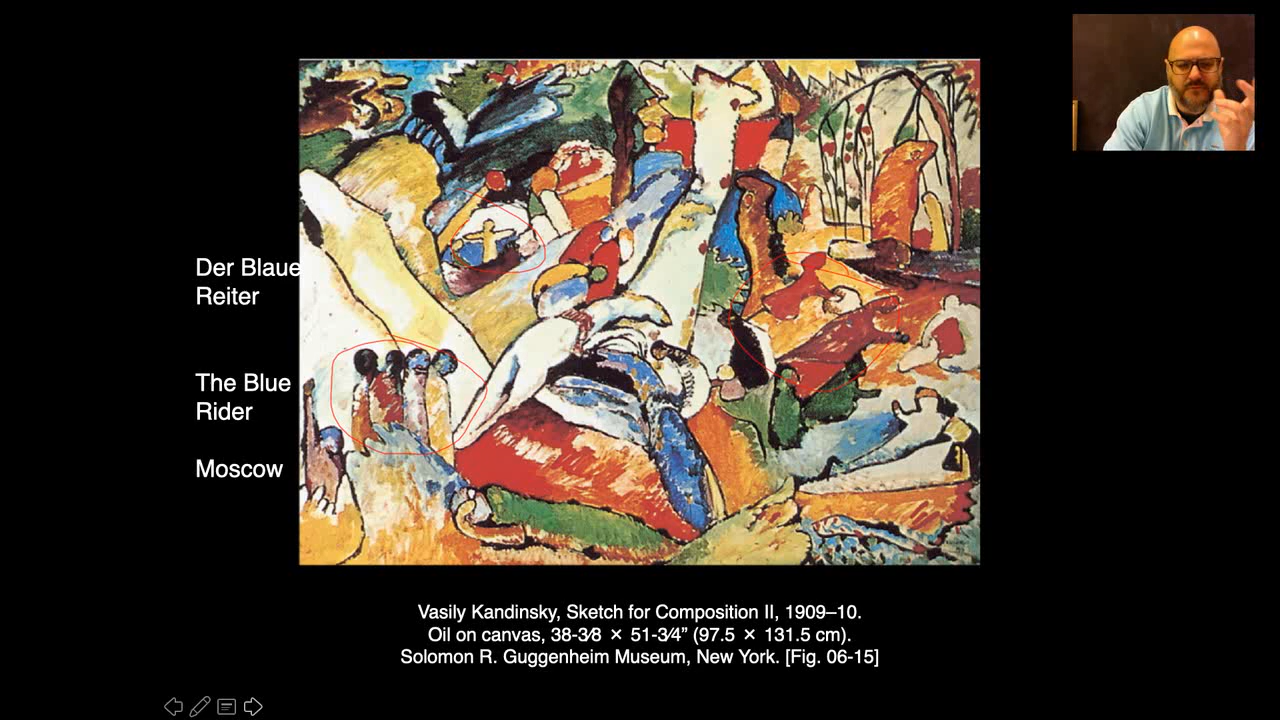 Der Blaue
Reiter
The Blue
Rider
Moscow
Vasily Kandinsky, Sketch for Composition II, 1909–10.
Oil on canvas, 38-3⁄8 × 51-3⁄4” (97.5 × 131.5 cm).
Solomon R. Guggenheim Museum, New York. [Fig. 06-15]